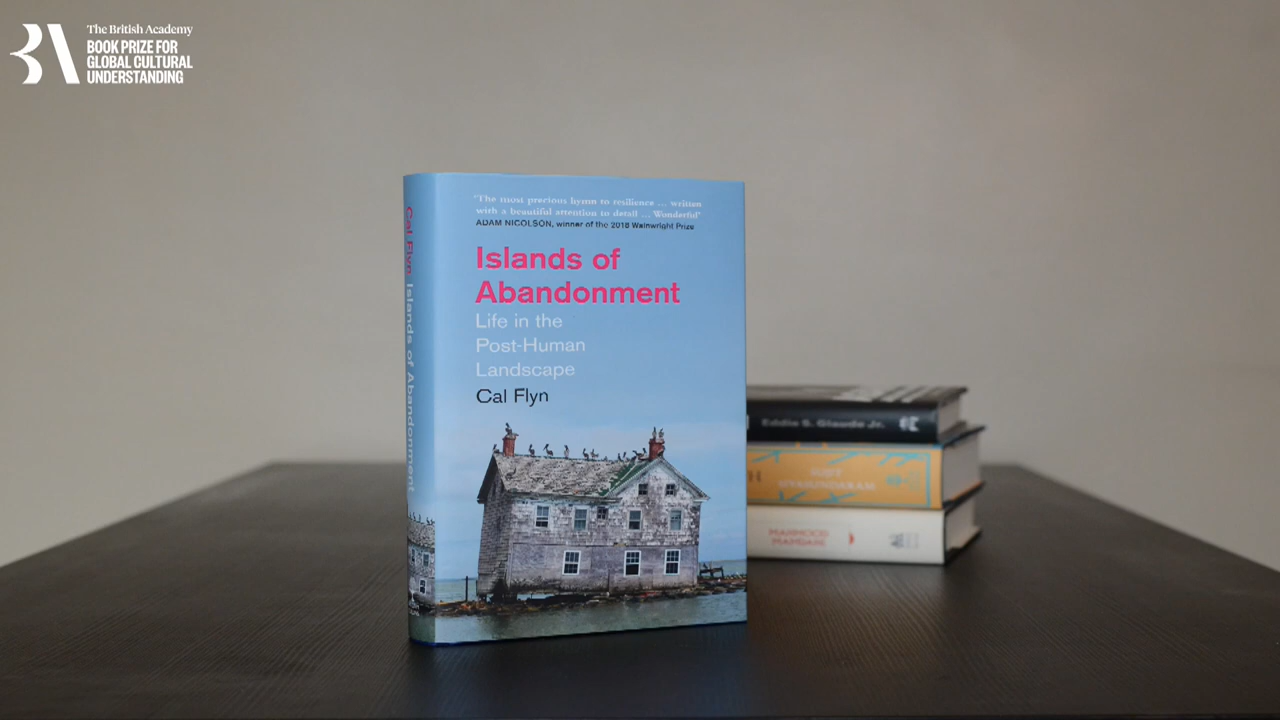 The British Academy
BOOK PRIZE FOR
GLOBAL CULTURAL
UNDERSTANDING
'The most precious hymn to resilience ... written
with a beautiful attention to detail ... Wonderful'
ADAM NICOLSON, winner of the 2018 Wainwright Prize
Islands of
Abandonment
Life in the
Post-Human
Landscape
Cal Flyn
Cal Flyn Islands of Abandonment
Eddie S. Glaude Jr.
MAHMOOD
MAMDANI